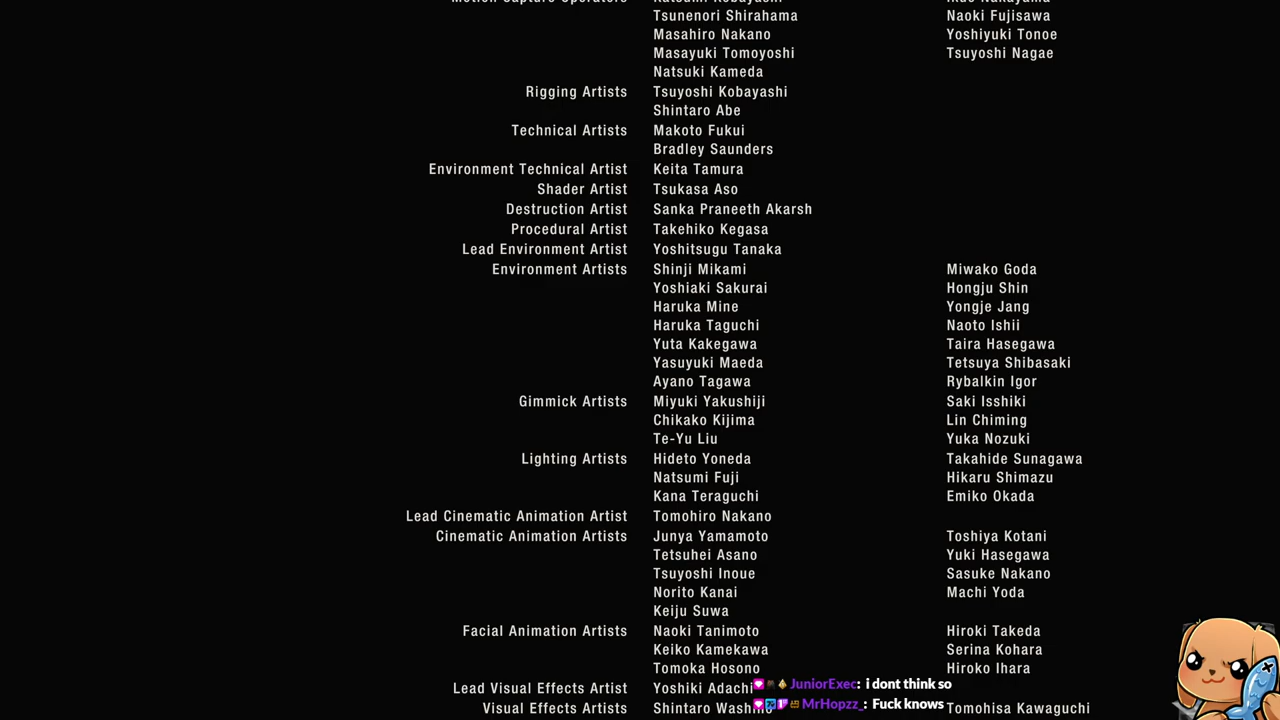 Tsunenori Shirahama Naoki Fujisawa
Masahiro Nakano Yoshiyuki Tonoe
Masayuki Tomoyoshi Tsuyoshi Nagae
Natsuki Kameda
Rigging Artists Tsuyoshi Kobayashi
Shintaro Abe
Technical Artists Makoto Fukui
Bradley Saunders
Environment Technical Artist Keita Tamura
Shader Artist Tsukasa Aso
Destruction Artist Sanka Praneeth Akarsh
Procedural Artist Takehiko Kegasa
Lead Environment Artist Yoshitsugu Tanaka
Environment Artists Shinji Mikami Miwako Goda
Yoshiaki Sakurai Hongju Shin
Haruka Mine Yongje Jang
Haruka Taguchi Naoto Ishii
Yuta Kakegawa Taira Hasegawa
Yasuyuki Maeda Tetsuya Shibasaki
Ayano Tagawa Rybalkin Igor
Gimmick Artists Miyuki Yakushiji Saki Isshiki
Chikako Kijima Lin Chiming
Te-Yu Liu Yuka Nozuki
Lighting Artists Hideto Yoneda Takahide Sunagawa
Natsumi Fuji Hikaru Shimazu
Kana Teraguchi Emiko Okada
Lead Cinematic Animation Artist Tomohiro Nakano
Cinematic Animation Artists Junya Yamamoto Toshiya Kotani
Tetsuhei Asano Yuki Hasegawa
Tsuyoshi Inoue Sasuke Nakano
Norito Kanai Machi Yoda
Keiju Suwa
Facial Animation Artists Naoki Tanimoto Hiroki Takeda
Keiko Kamekawa Serina Kohara
Tomoka Hosono Hiroko Ihara
Lead Visual Effects Artist Yoshiki Adachi JuniorExec: i dont think so
Visual Effects Artists Shintaro Washino MrHopzz_: Fuck knows Tomohisa Kawaguchi